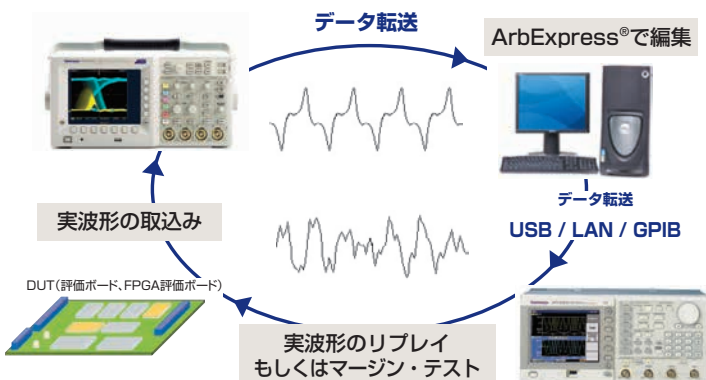 データ転送
ArbExpress®で編集
データ転送
USB / LAN / GPIB
実波形の取込み
DUT(評価ボード、FPGA評価ボード)
実波形のリプレイ
もしくはマージン・テスト